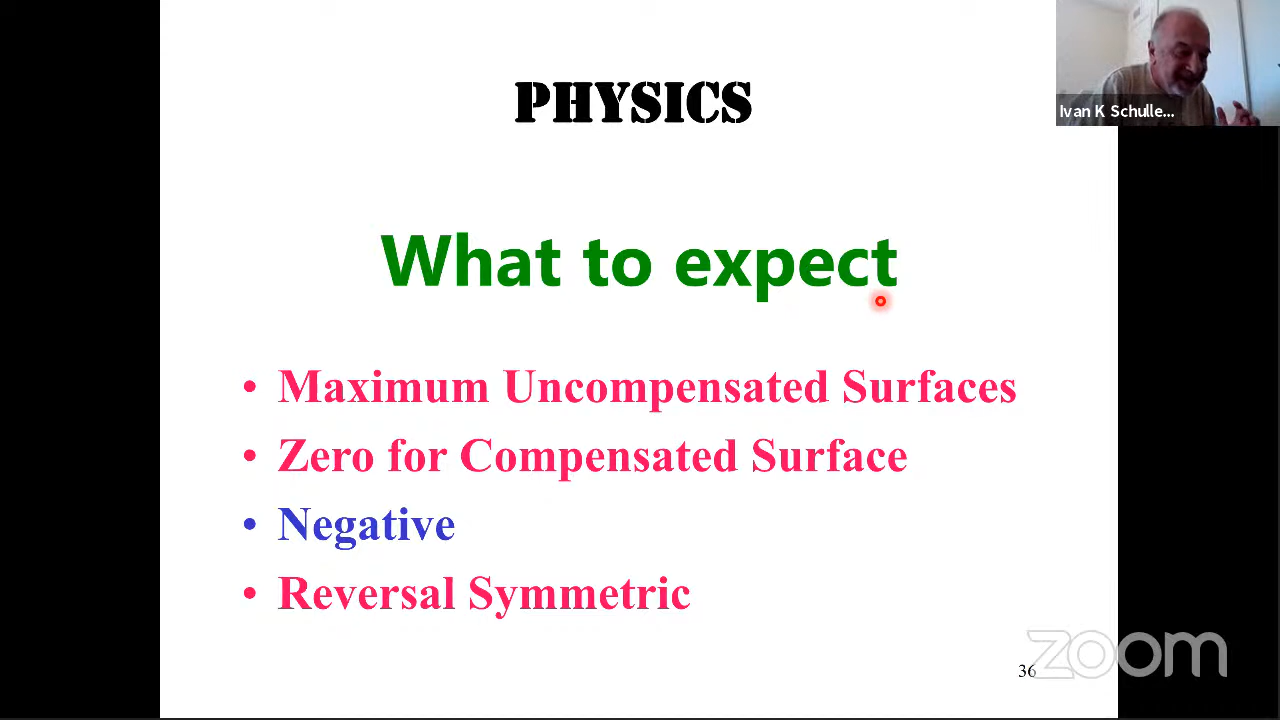 PHYSICS
Ivan K Schulle...
What to expect
• Maximum Uncompensated Surfaces
• Zero for Compensated Surface
• Negative
• Reversal Symmetric
36
zoom